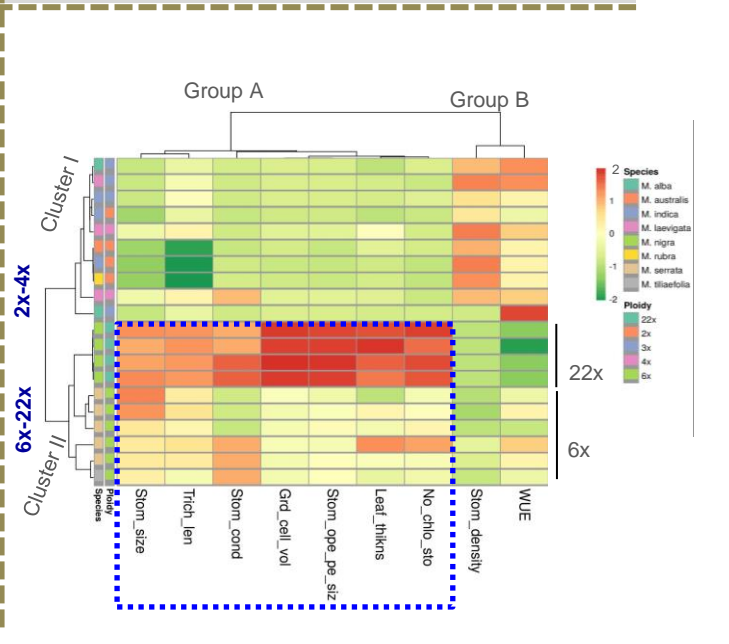 Group A
Group B
Cluster I
2x-4x
6x-22x
Cluster II
2
1
0
-1
-2
Species
M. alba
M. australis
M. indica
M. laevigata
M. nigra
M. rubra
M. serrata
M. tiliaefolia
Ploidy
22x
2x
3x
4x
6x
22x
6x
Species
Ploidy
Stom_size
Trich_len
Stom_cond
Grd_cell_vol
Stom_ope_pe_siz
Leaf_thikns
No_chlo_sto
Stom_density
WUE